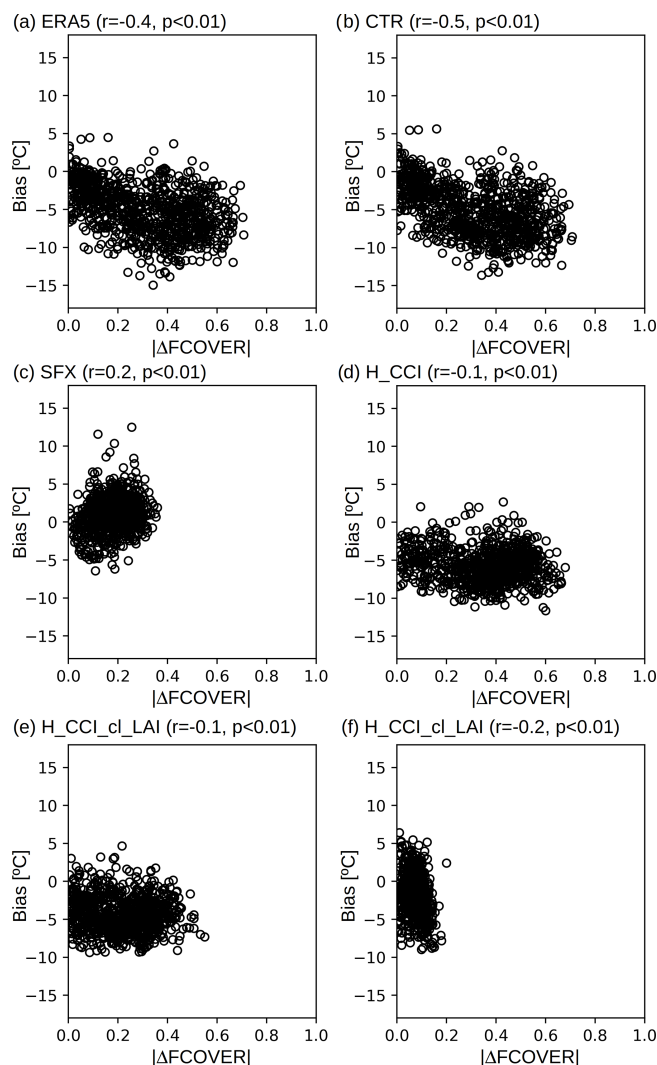 (a) ERA5 (r=-0.4, p<0.01)
15
10
5
0
−5
−10
−15
Bias [ºC]
0.0 0.2 0.4 0.6 0.8 1.0
|ΔFCOVER|
(b) CTR (r=-0.5, p<0.01)
15
10
5
0
−5
−10
−15
Bias [ºC]
0.0 0.2 0.4 0.6 0.8 1.0
|ΔFCOVER|
(c) SFX (r=0.2, p<0.01)
15
10
5
0
−5
−10
−15
Bias [ºC]
0.0 0.2 0.4 0.6 0.8 1.0
|ΔFCOVER|
(d) H_CCI (r=-0.1, p<0.01)
15
10
5
0
−5
−10
−15
Bias [ºC]
0.0 0.2 0.4 0.6 0.8 1.0
|ΔFCOVER|
(e) H_CCI_cl_LAI (r=-0.1, p<0.01)
15
10
5
0
−5
−10
−15
Bias [ºC]
0.0 0.2 0.4 0.6 0.8 1.0
|ΔFCOVER|
(f) H_CCI_cl_LAI (r=-0.2, p<0.01)
15
10
5
0
−5
−10
−15
Bias [ºC]
0.0 0.2 0.4 0.6 0.8 1.0
|ΔFCOVER|